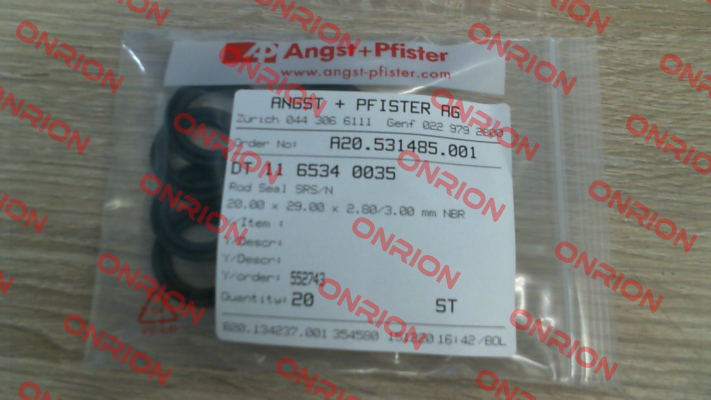 AP Angst+Pfister
www.angst-pfister.com
ANGST + PFISTER AG
Zürich 044 306 6111 Genf 022 979 2800
Order No: A20.531485.001
DT 11 6534 0035
Rod Seal SRS/N
20.00 x 29.00 x 2.80/3.00 mm NBR
Y/Item :
Y/Descr:
Y/Descr:
Y/order: 552743
Quantity: 20 ST
B20.134237.001 354580 151220 16:42/BOL
ONRION